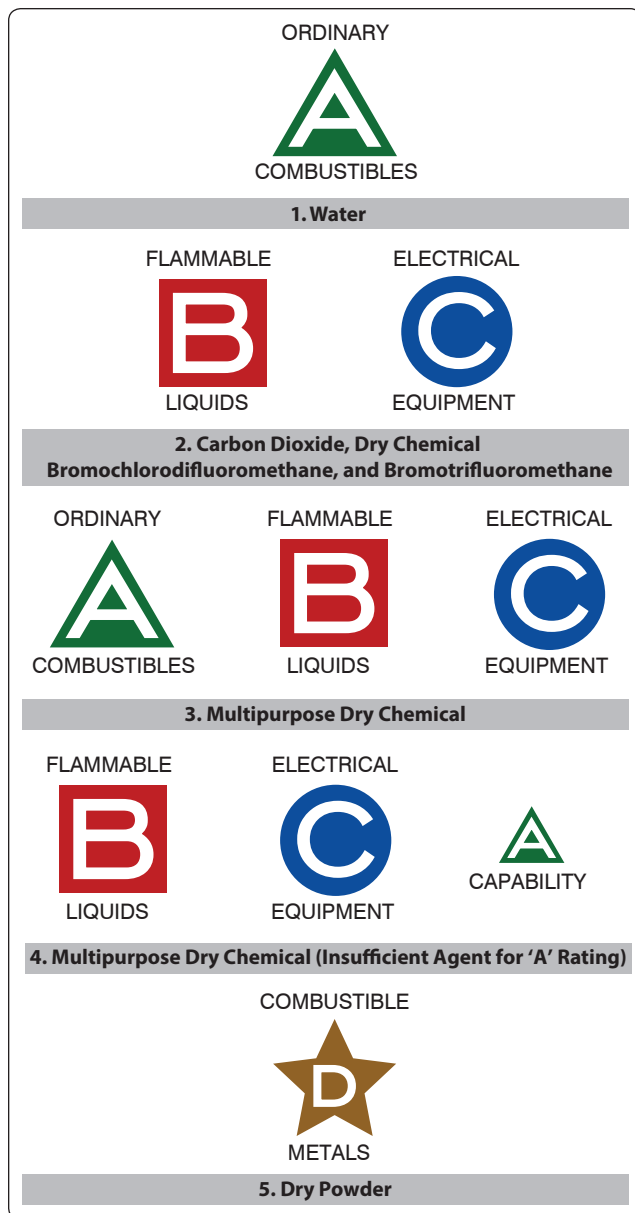 ORDINARY
A
COMBUSTIBLES
1. Water
FLAMMABLE ELECTRICAL
B C
LIQUIDS EQUIPMENT
2. Carbon Dioxide, Dry Chemical
Bromochlorodifluoromethane, and Bromotrifluoromethane
ORDINARY FLAMMABLE ELECTRICAL
A B C
COMBUSTIBLES LIQUIDS EQUIPMENT
3. Multipurpose Dry Chemical
FLAMMABLE ELECTRICAL
B C A
CAPABILITY
LIQUIDS EQUIPMENT
4. Multipurpose Dry Chemical (Insufficient Agent for ‘A’ Rating)
COMBUSTIBLE
D
METALS
5. Dry Powder